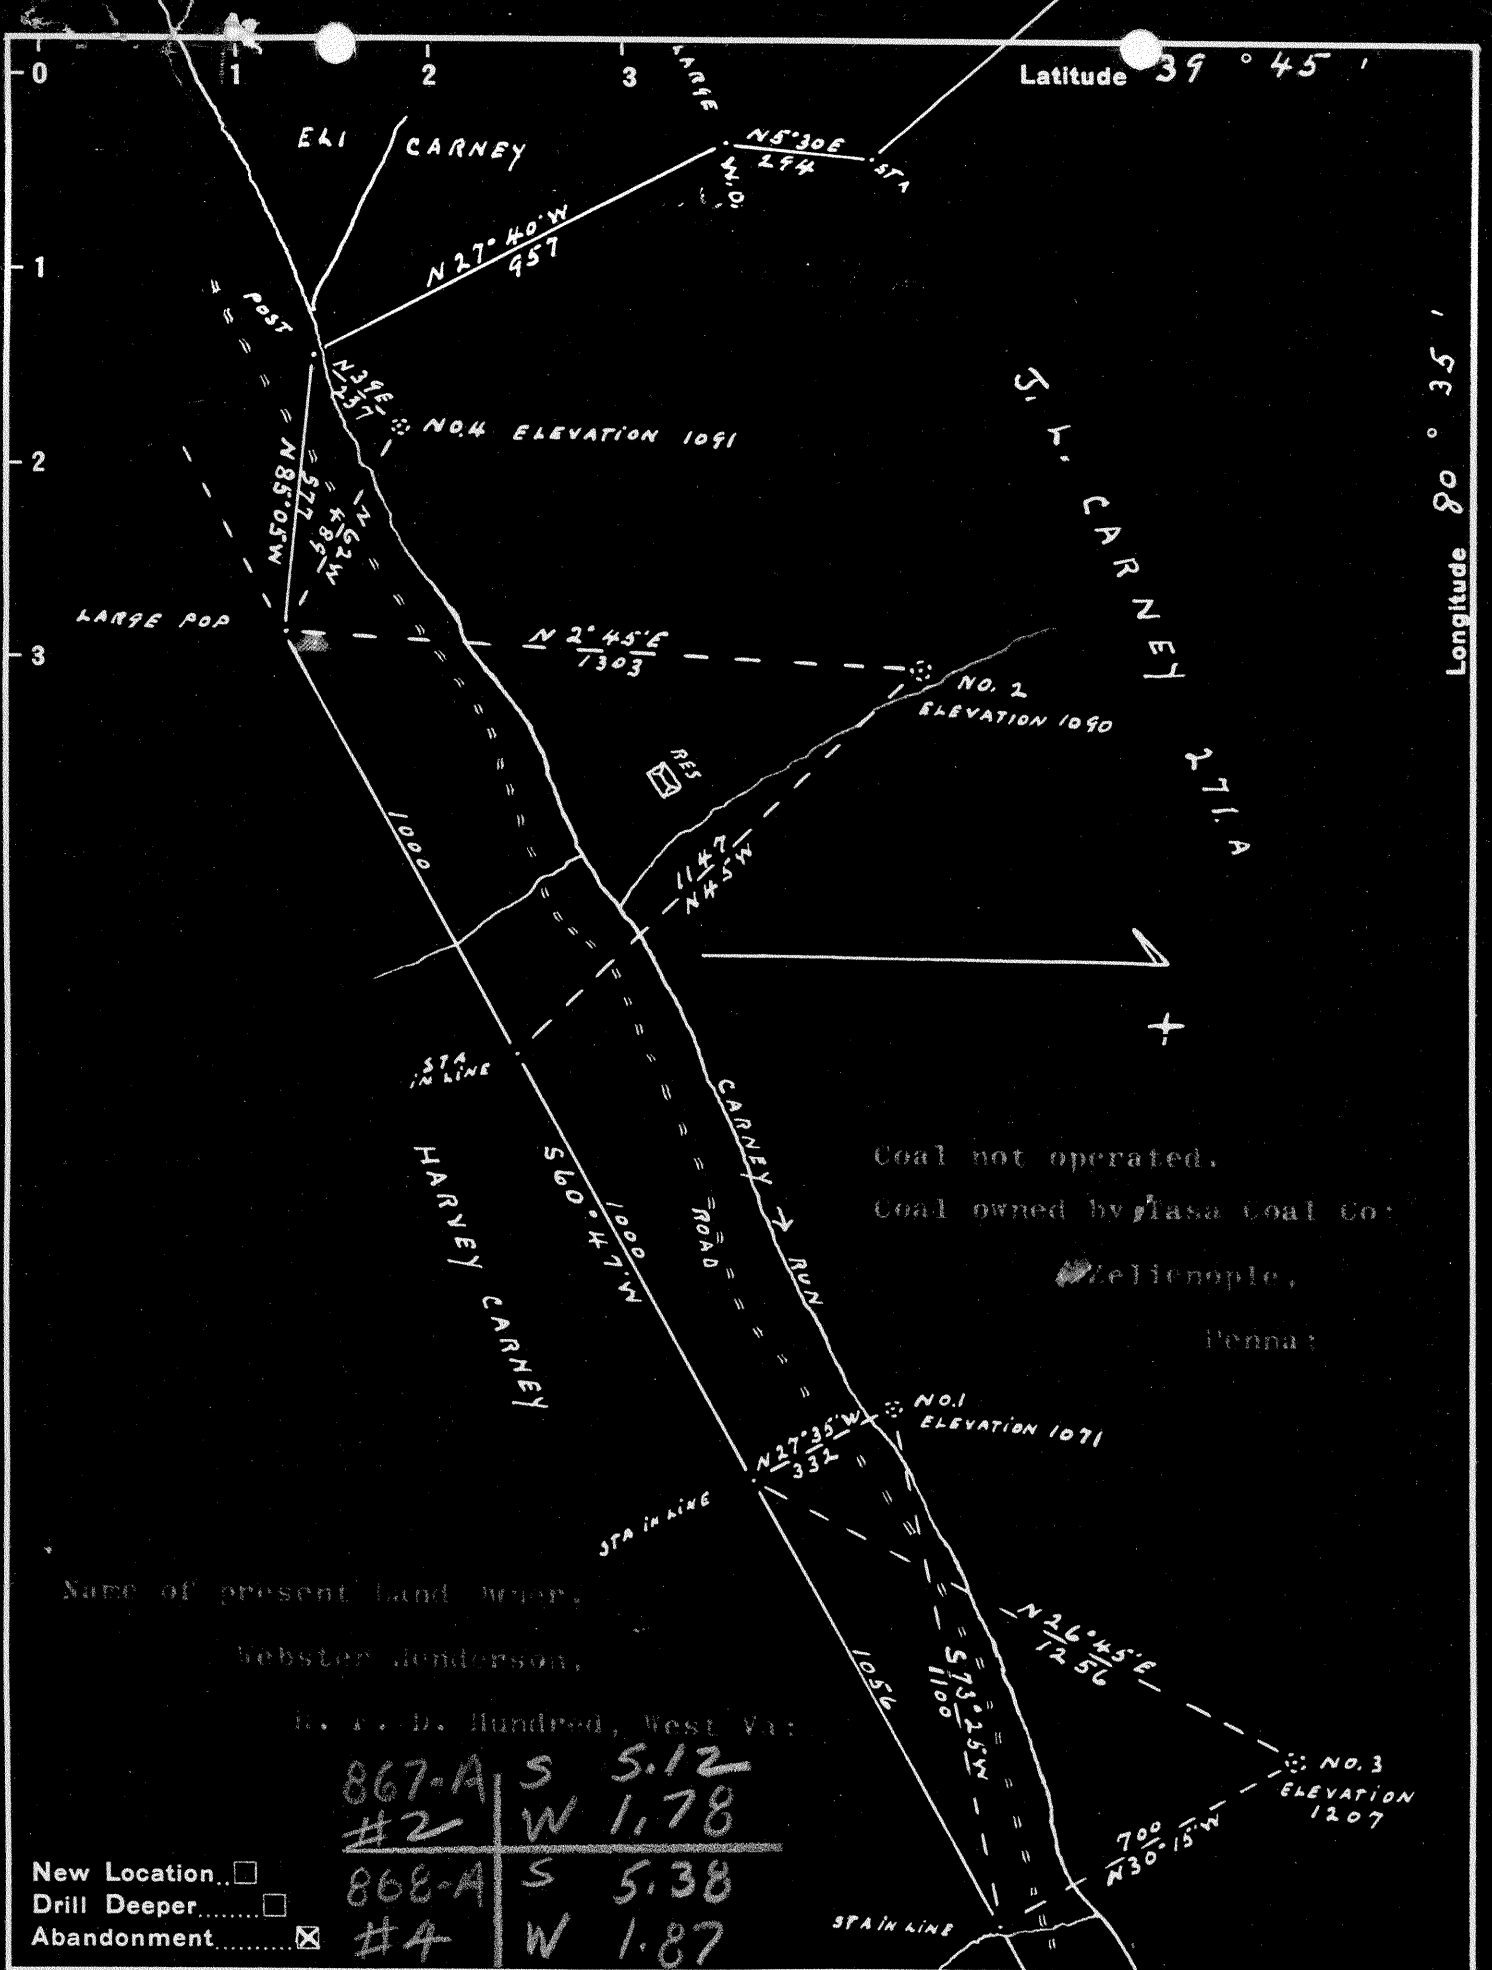 0
1
2
3
Latitude 39 ° 45 '
LARGE
W.O.
N5°30E
294
STA
ELI CARNEY
N27°40'W
957
1
POST
N39E
237
NO.4 ELEVATION 1091
80 ° 35 '
Longitude
J. L. CARNEY 271. A
2
N85°05W
577
N62W
489
LARGE POP
3
N 2°45'E
1303
NO. 2
ELEVATION 1090
RES
1000
1147
N45W
STA
IN LINE
CARNEY → RUN
HARVEY CARNEY
S60°47'W
1000
ROAD
Coal not operated.
Coal owned by Tasa Coal Co:
Zelienople,
Penna:
NO.1
ELEVATION 1071
N27°35'W
332
STA IN LINE
Name of present Land owner.
Webster Henderson.
R. F. D. Hundred, West Va:
N26°45'E
1256
1056
S73°25W
1100
NO. 3
ELEVATION
1207
700
N30°15'W
STA IN LINE
867-A S 5.12
#2 W 1.78
868-A S 5.38
#4 W 1.87
New Location..☐
Drill Deeper........☐
Abandonment..........☒